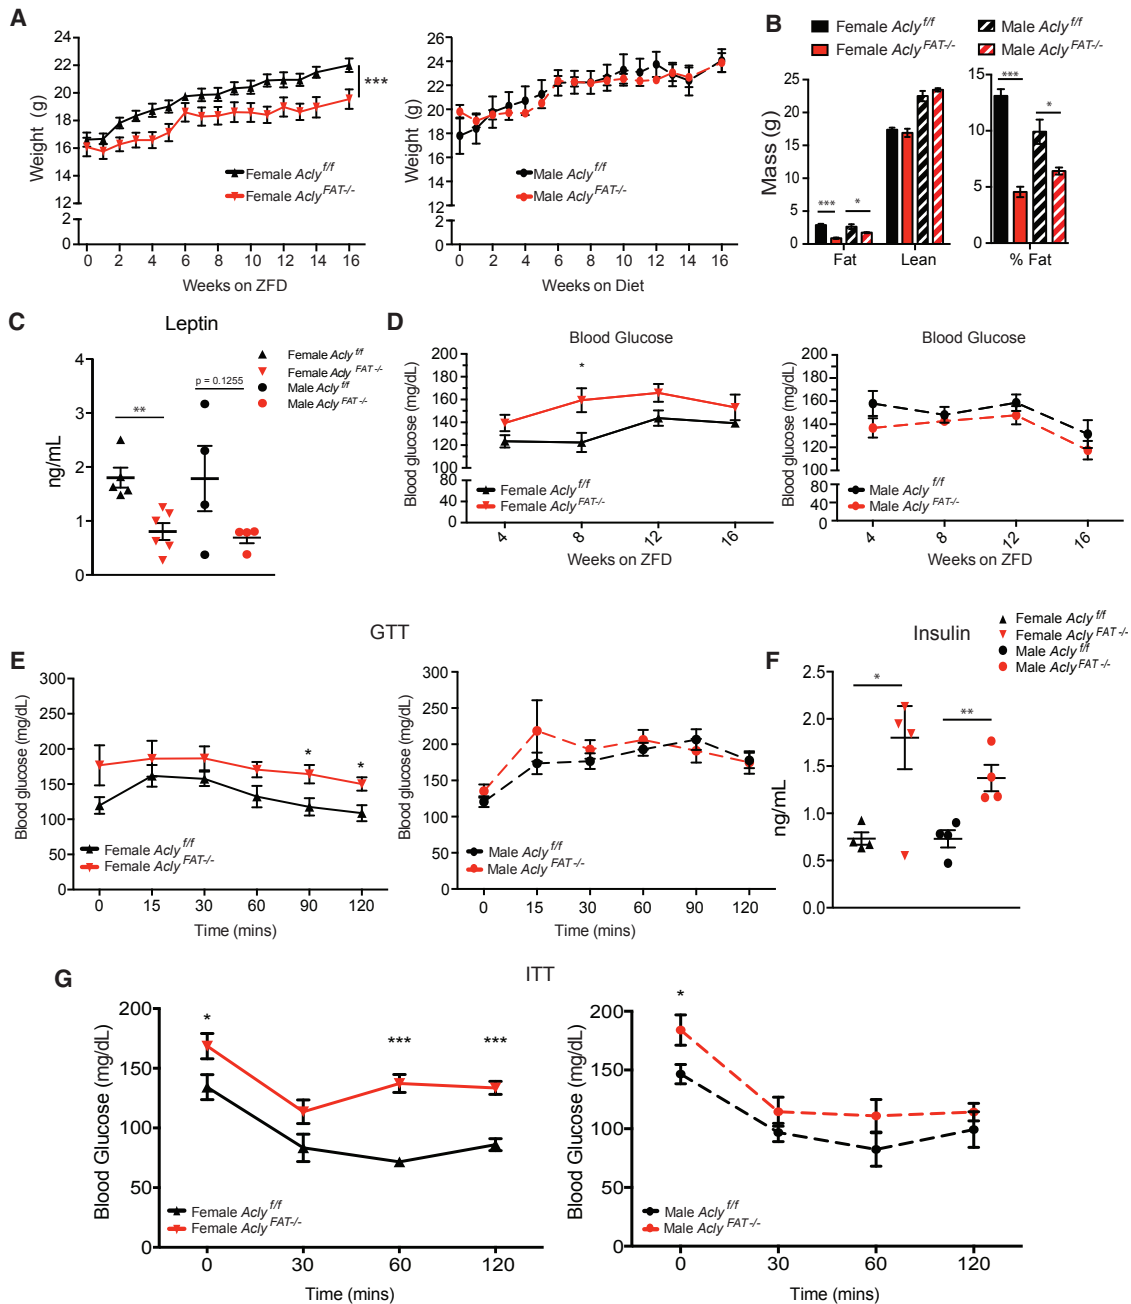 A
Weight (g)
26
24
22
20
18
16
14
12
2
0
***
Female Acly f/f
Female Acly FAT-/-
0 2 4 6 8 10 12 14 16
Weeks on ZFD
Weight (g)
26
24
22
20
18
16
14
12
2
0
Male Acly f/f
Male Acly FAT-/-
0 2 4 6 8 10 12 14 16
Weeks on Diet
B
Female Acly f/f
Male Acly f/f
Female Acly FAT-/-
Male Acly FAT-/-
Mass (g)
25
20
15
10
5
0
*** *
Fat Lean
15
10
5
0
***
*
% Fat
C
Leptin
Female Acly f/f
Female Acly FAT-/-
Male Acly f/f
Male Acly FAT-/-
ng/mL
4
3
2
1
0
**
p = 0.1255
D
Blood Glucose
Blood glucose (mg/dL)
200
180
160
140
120
100
80
40
0
*
Female Acly f/f
Female Acly FAT-/-
4 8 12 16
Weeks on ZFD
Blood Glucose
Blood glucose (mg/dL)
200
180
160
140
120
100
80
40
0
Male Acly f/f
Male Acly FAT-/-
4 8 12 16
Weeks on ZFD
GTT
E
Blood glucose (mg/dL)
300
250
200
150
100
50
0
*
*
Female Acly f/f
Female Acly FAT-/-
0 15 30 60 90 120
Time (mins)
Blood glucose (mg/dL)
300
250
200
150
100
50
0
Male Acly f/f
Male Acly FAT-/-
0 15 30 60 90 120
Time (mins)
F
Insulin
Female Acly f/f
Female Acly FAT-/-
Male Acly f/f
Male Acly FAT-/-
ng/mL
2.5
2.0
1.5
1.0
0.5
0.0
*
**
G
ITT
Blood Glucose (mg/dL)
200
150
100
50
0
*
***
***
Female Acly f/f
Female Acly FAT-/-
0 30 60 120
Time (mins)
Blood Glucose (mg/dL)
200
150
100
50
0
*
Male Acly f/f
Male Acly FAT-/-
0 30 60 120
Time (mins)